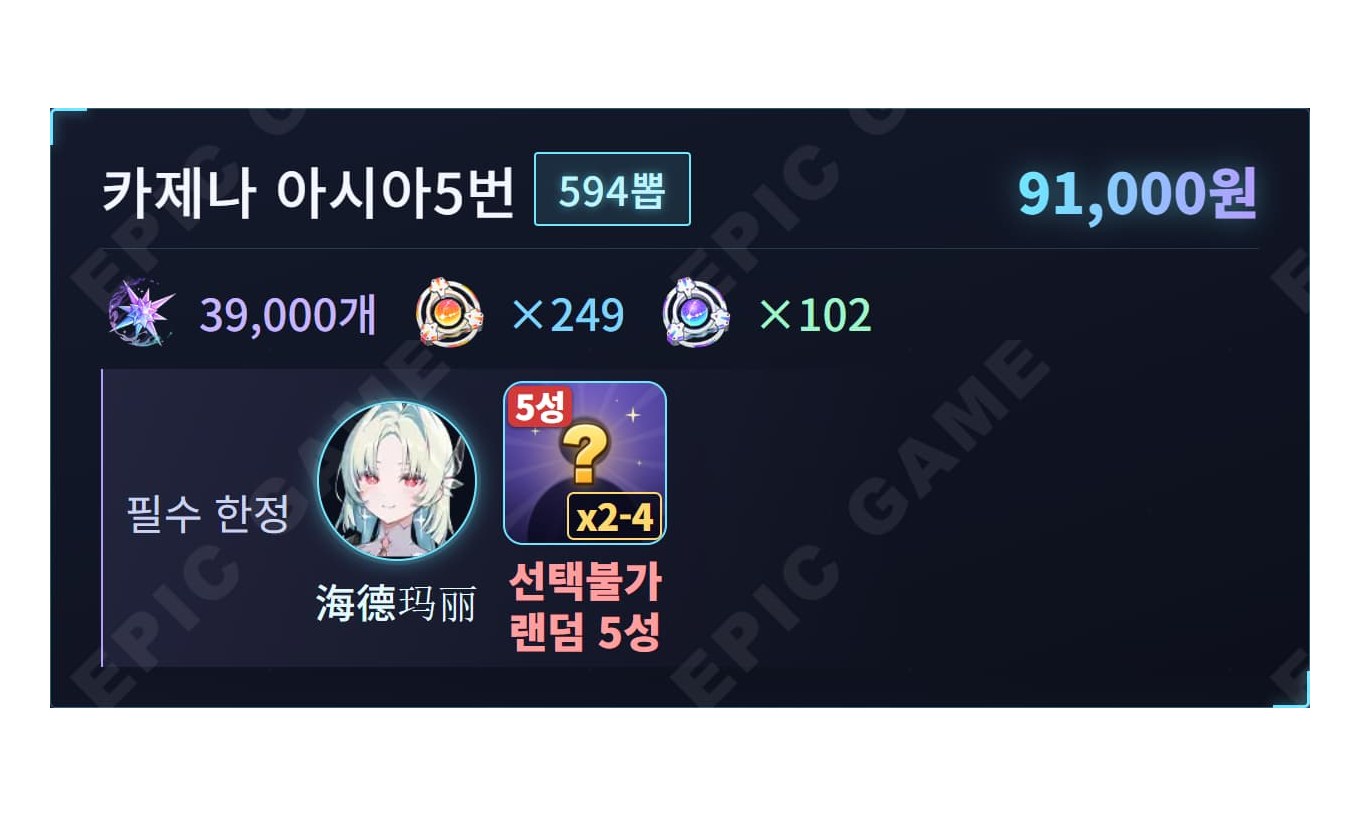 카제나 아시아5번 594뽑 91,000원
39,000개 ×249 ×102
5성
?
x2-4
필수 한정
海德玛丽
선택불가
랜덤 5성
EPIC GAME
EPIC GAME